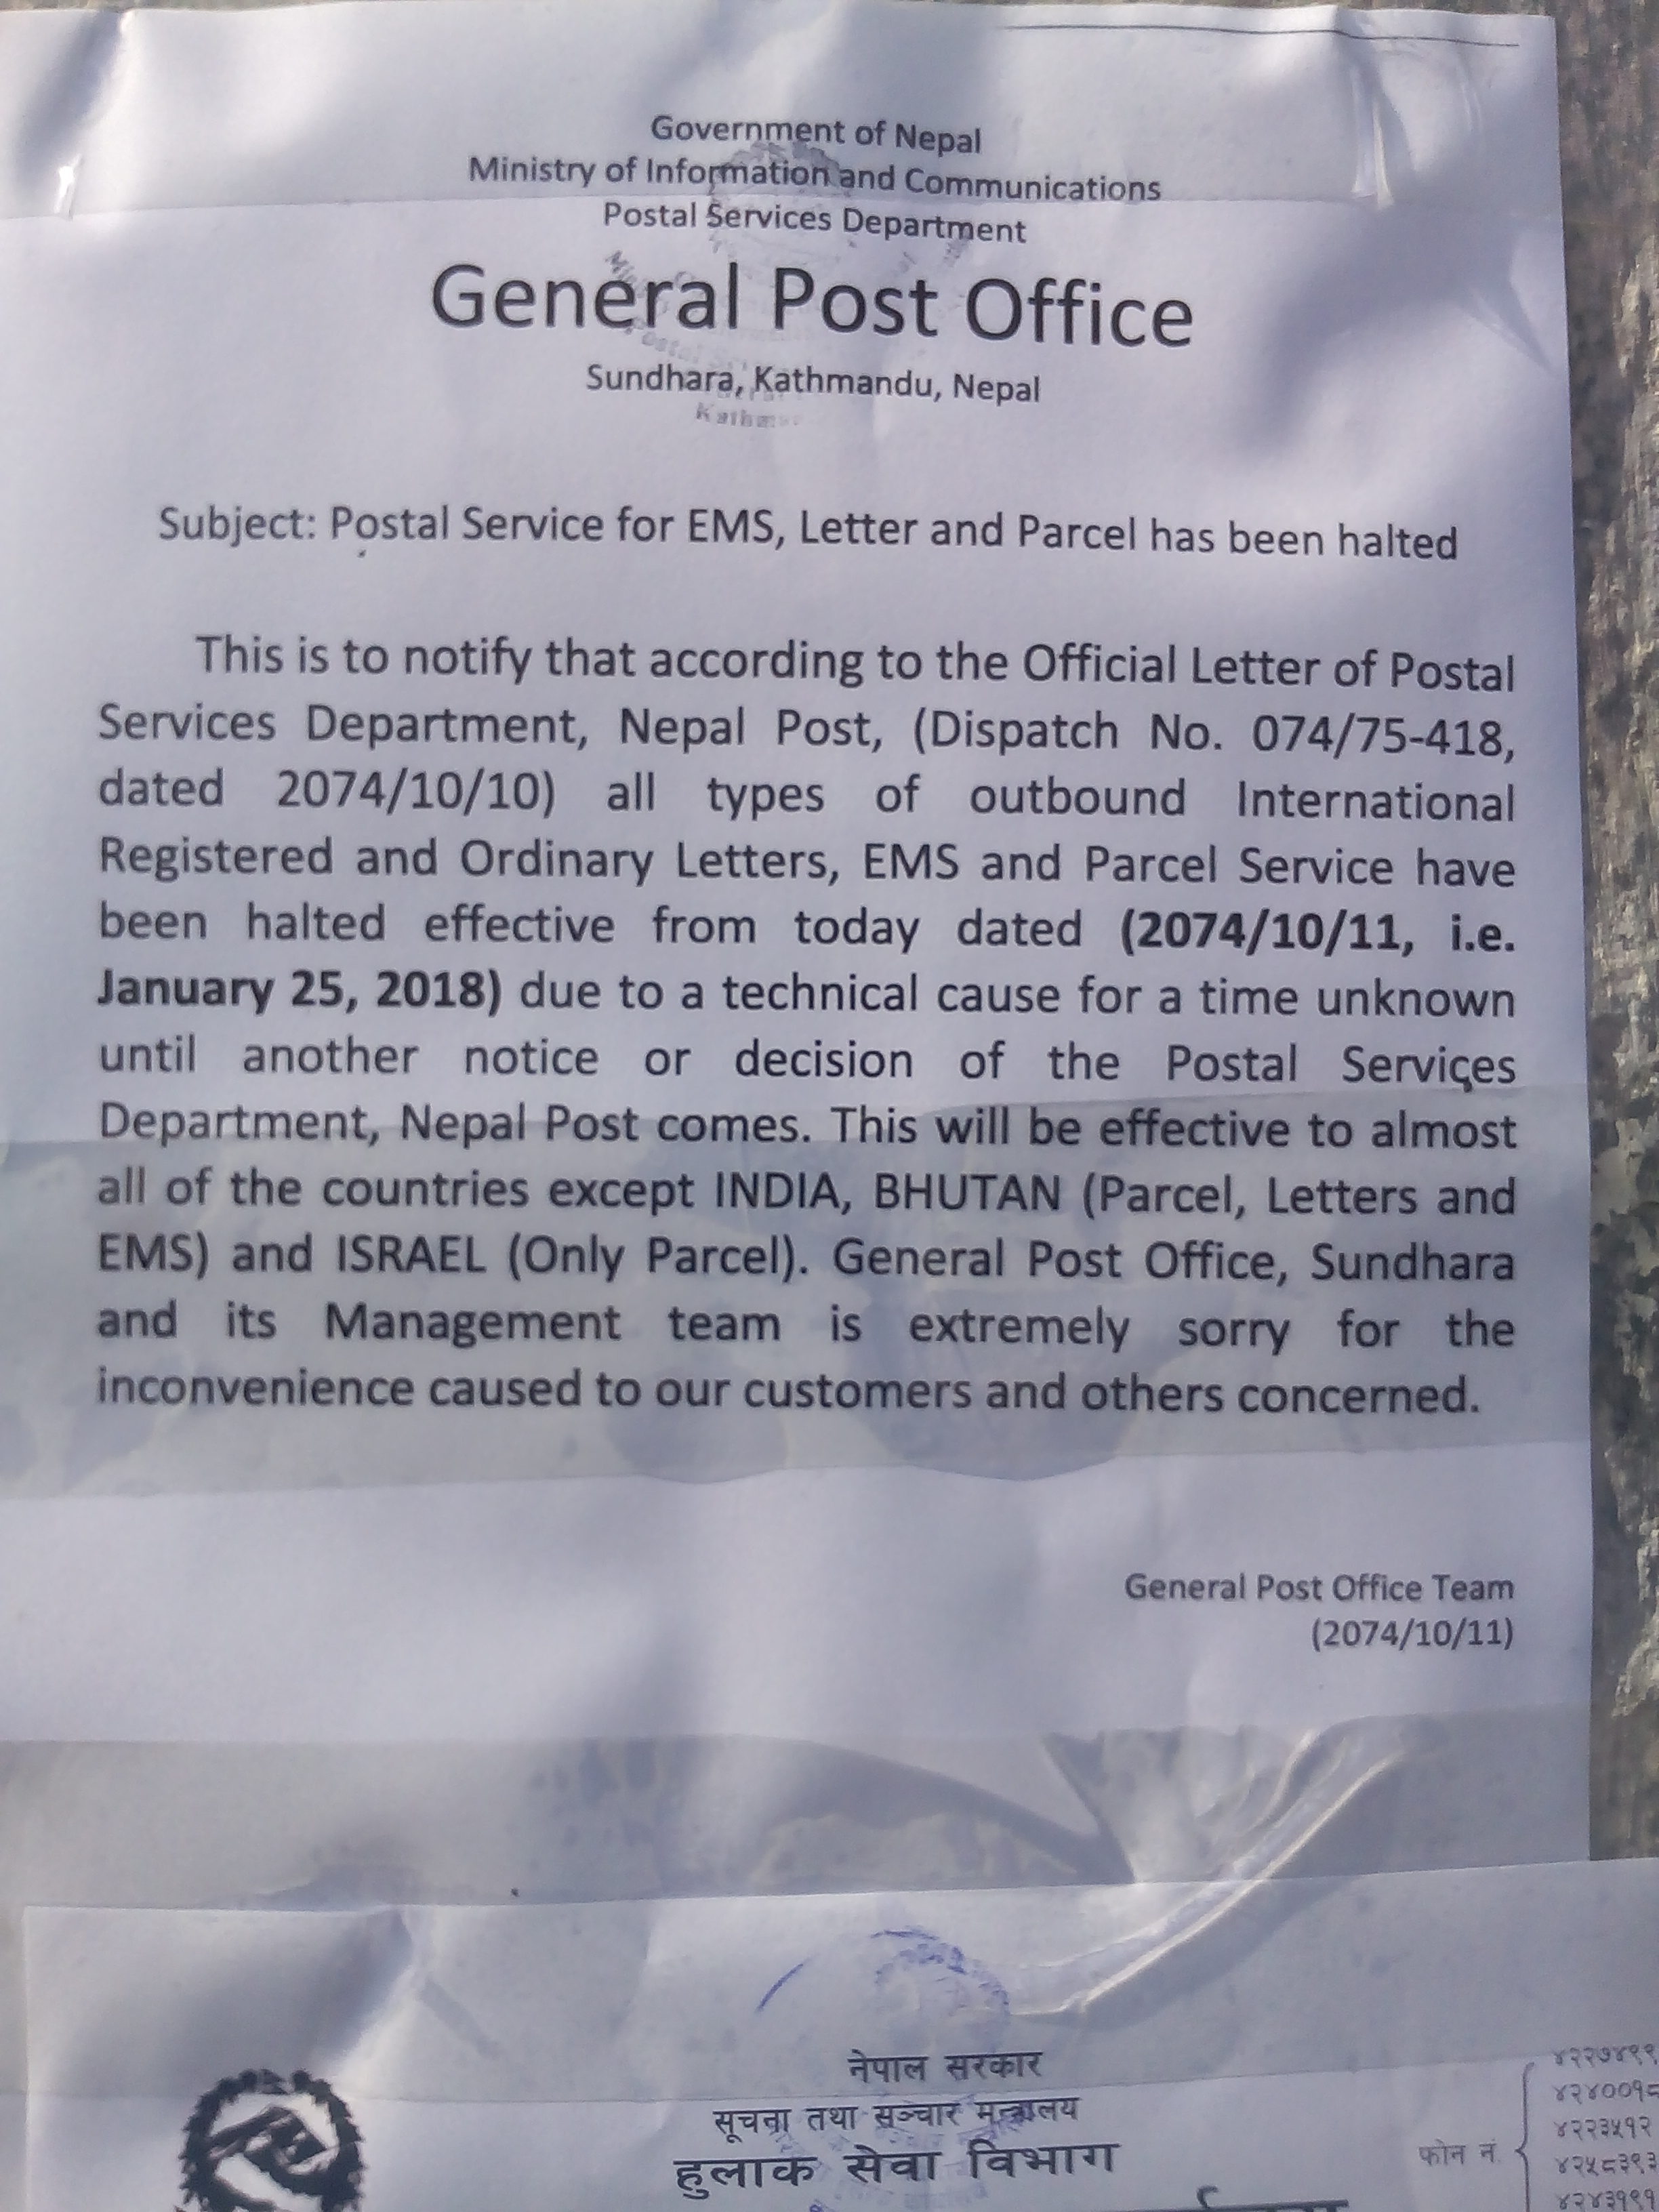 Government of Nepal
Ministry of Information and Communications
Postal Services Department
General Post Office
Sundhara, Kathmandu, Nepal
Subject: Postal Service for EMS, Letter and Parcel has been halted
This is to notify that according to the Official Letter of Postal
Services Department, Nepal Post, (Dispatch No. 074/75-418,
dated 2074/10/10) all types of outbound International
Registered and Ordinary Letters, EMS and Parcel Service have
been halted effective from today dated (2074/10/11, i.e.
January 25, 2018) due to a technical cause for a time unknown
until another notice or decision of the Postal Services
Department, Nepal Post comes. This will be effective to almost
all of the countries except INDIA, BHUTAN (Parcel, Letters and
EMS) and ISRAEL (Only Parcel). General Post Office, Sundhara
and its Management team is extremely sorry for the
inconvenience caused to our customers and others concerned.
General Post Office Team
(2074/10/11)
नेपाल सरकार
सूचना तथा सञ्चार मन्त्रालय
हुलाक सेवा विभाग
फोन नं.
४२२७४९९
४२४००१८
४२२३५१२
४२५८३९३